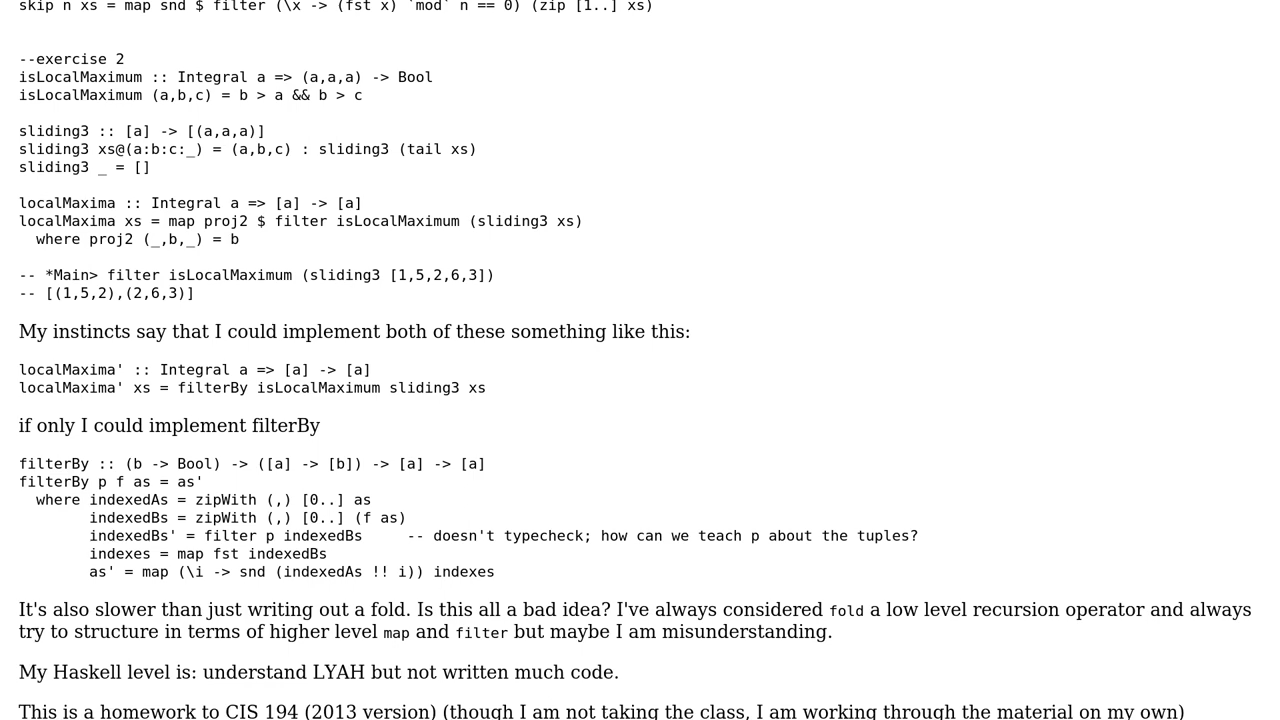 skip n xs = map snd $ filter (\x -> (fst x) `mod` n == 0) (zip [1..] xs)
--exercise 2
isLocalMaximum :: Integral a => (a,a,a) -> Bool
isLocalMaximum (a,b,c) = b > a && b > c
sliding3 :: [a] -> [(a,a,a)]
sliding3 xs@(a:b:c:_) = (a,b,c) : sliding3 (tail xs)
sliding3 _ = []
localMaxima :: Integral a => [a] -> [a]
localMaxima xs = map proj2 $ filter isLocalMaximum (sliding3 xs)
  where proj2 (_,b,_) = b
-- *Main> filter isLocalMaximum (sliding3 [1,5,2,6,3])
-- [(1,5,2),(2,6,3)]
My instincts say that I could implement both of these something like this:
localMaxima' :: Integral a => [a] -> [a]
localMaxima' xs = filterBy isLocalMaximum sliding3 xs
if only I could implement filterBy
filterBy :: (b -> Bool) -> ([a] -> [b]) -> [a] -> [a]
filterBy p f as = as'
  where indexedAs = zipWith (,) [0..] as
        indexedBs = zipWith (,) [0..] (f as)
        indexedBs' = filter p indexedBs     -- doesn't typecheck; how can we teach p about the tuples?
        indexes = map fst indexedBs
        as' = map (\i -> snd (indexedAs !! i)) indexes
It's also slower than just writing out a fold. Is this all a bad idea? I've always considered fold a low level recursion operator and always
try to structure in terms of higher level map and filter but maybe I am misunderstanding.
My Haskell level is: understand LYAH but not written much code.
This is a homework to CIS 194 (2013 version) (though I am not taking the class, I am working through the material on my own)